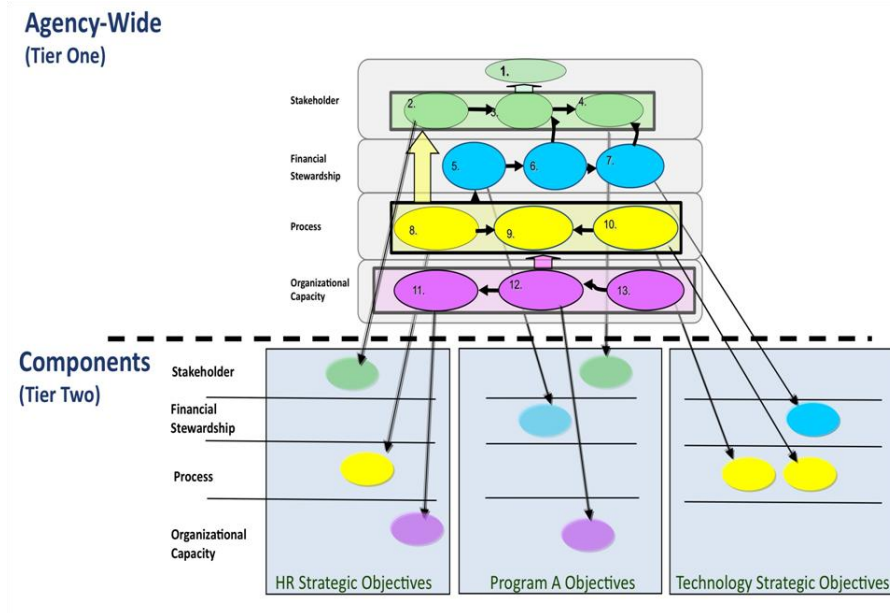 Agency-Wide
(Tier One)
1.
Stakeholder
2.
3.
4.
Financial
Stewardship
5.
6.
7.
Process
8.
9.
10.
Organizational
Capacity
11.
12.
13.
Components
(Tier Two)
Stakeholder
Financial
Stewardship
Process
Organizational
Capacity
HR Strategic Objectives
Program A Objectives
Technology Strategic Objectives